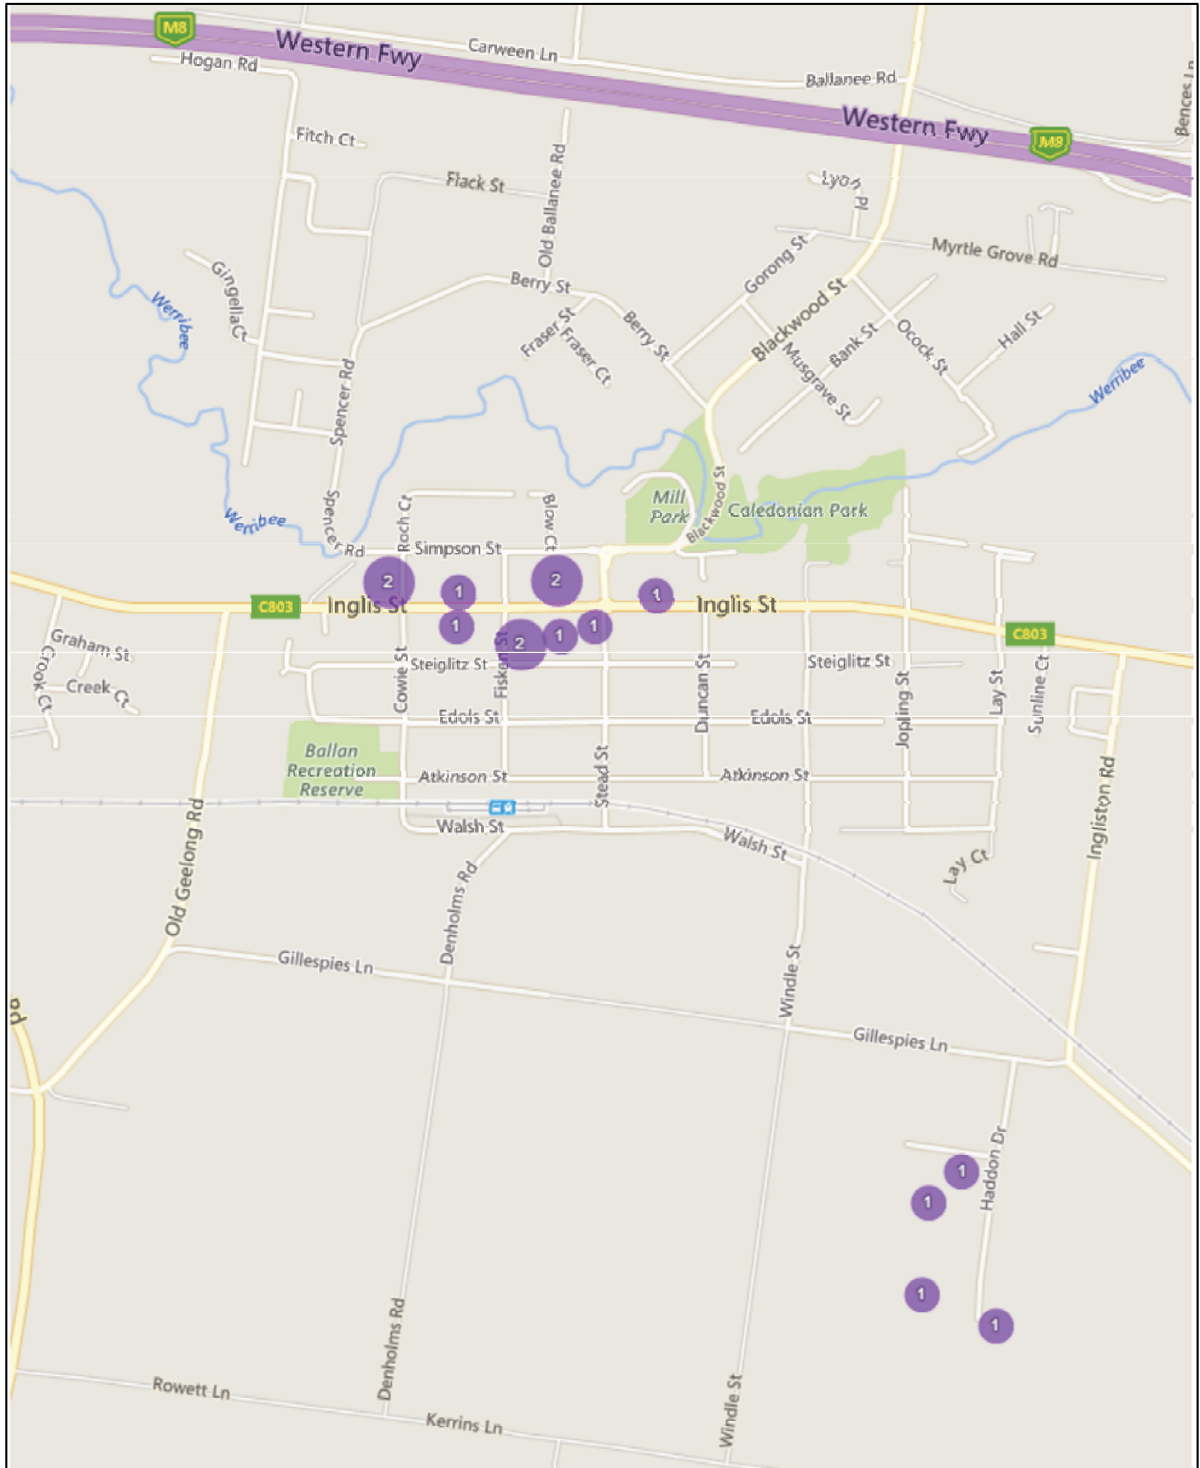 M8
Western Fwy
Carween Ln
Hogan Rd
Ballanee Rd
Bences Ln
Western Fwy
M8
Fitch Ct
Flack St
Old Ballanee Rd
Lyon Pl
Myrtle Grove Rd
Gorong St
Gingella Ct
Berry St
Werribee
Fraser St
Fraser Ct
Berry St
Blackwood St
Bank St
Ocock St
Hall St
Musgrave St
Werribee
Spencer Rd
Blackwood St
Mill
Park
Caledonian Park
Spencer Rd
Roch Ct
Blow Ct
Werribee
Simpson St
Blackwood St
2
1
2
1
C803
Inglis St
Inglis St
1
2
1
1
C803
Graham St
Crook Ct
Creek Ct
Steiglitz St
Cowie St
Fisken St
Duncan St
Steiglitz St
Jopling St
Lay St
Sunline Ct
Edols St
Edols St
Ballan
Recreation
Reserve
Atkinson St
Stead St
Atkinson St
Ingliston Rd
Walsh St
Walsh St
Lay Ct
Old Geelong Rd
Denholms Rd
Gillespies Ln
Windle St
Rd
Gillespies Ln
Haddon Dr
1
1
1
1
Denholms Rd
Rowett Ln
Kerrins Ln
Windle St